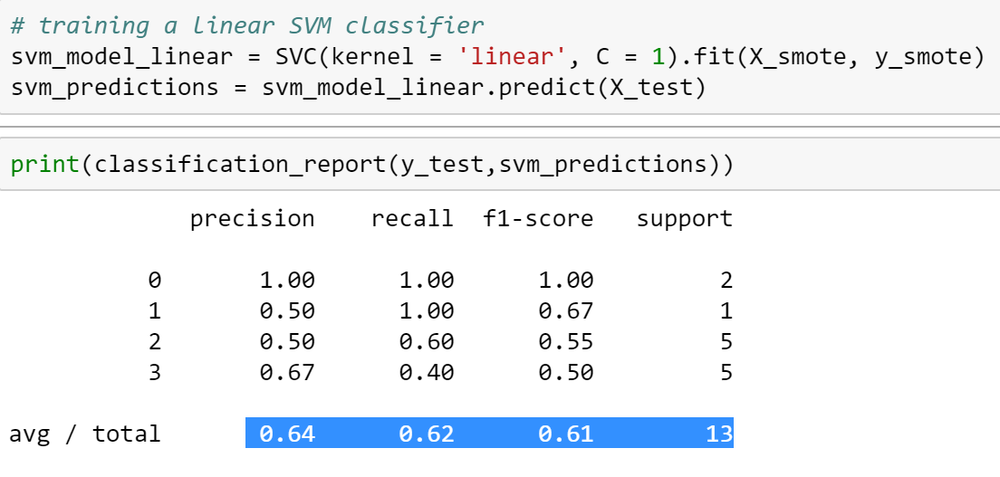 # training a linear SVM classifier
svm_model_linear = SVC(kernel = 'linear', C = 1).fit(X_smote, y_smote)
svm_predictions = svm_model_linear.predict(X_test)
print(classification_report(y_test,svm_predictions))
precision recall f1-score support
0 1.00 1.00 1.00 2
1 0.50 1.00 0.67 1
2 0.50 0.60 0.55 5
3 0.67 0.40 0.50 5
avg / total 0.64 0.62 0.61 13